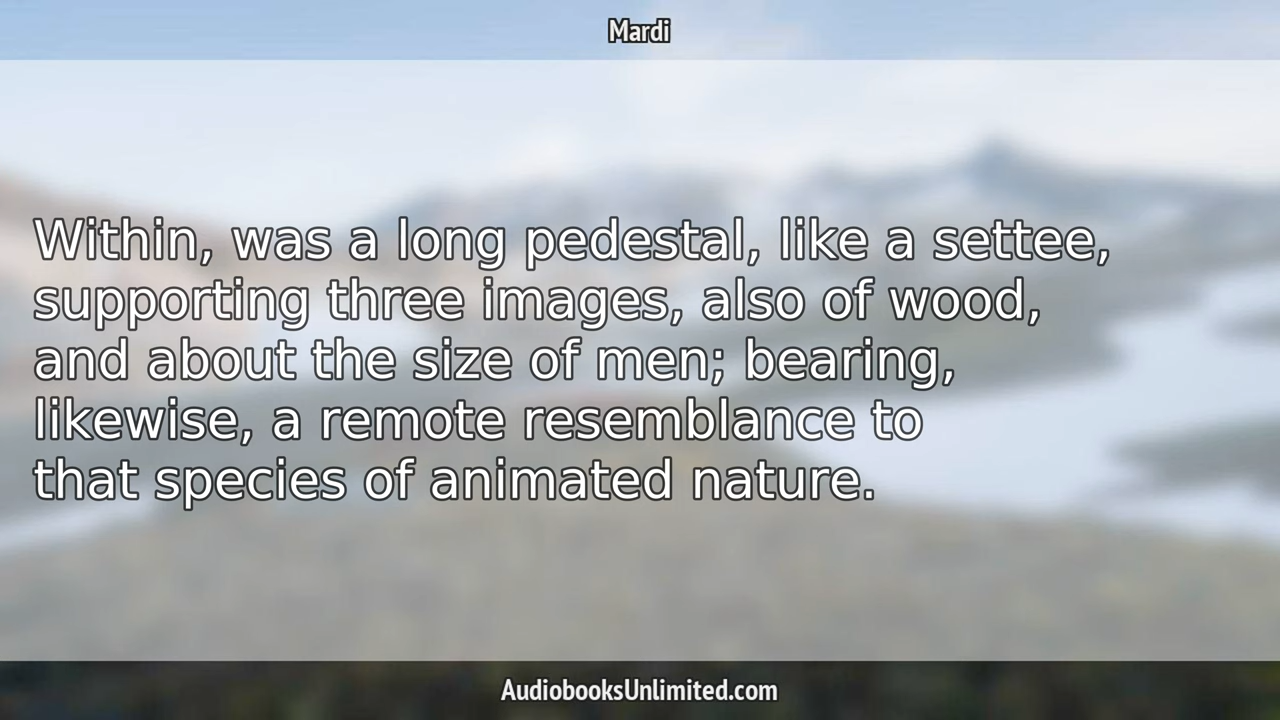 Mardi
Within, was a long pedestal, like a settee,
supporting three images, also of wood,
and about the size of men; bearing,
likewise, a remote resemblance to
that species of animated nature.
AudiobooksUnlimited.com